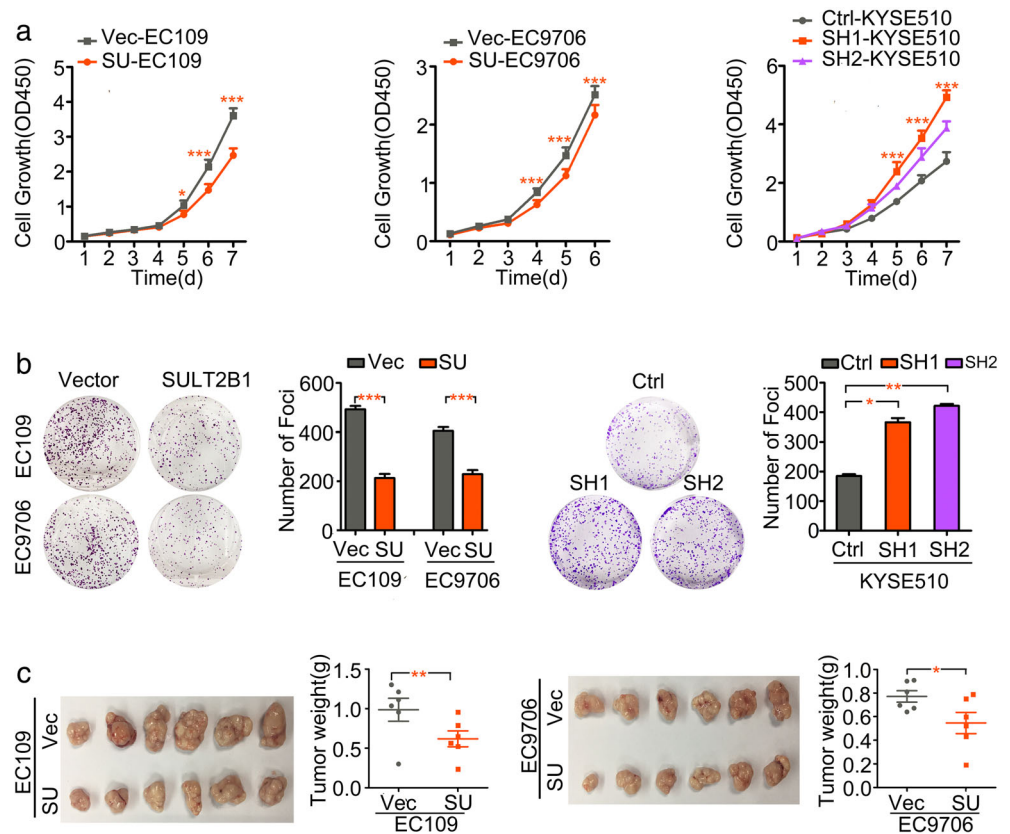 a
Vec-EC109
SU-EC109
Cell Growth(OD450)
5
4
3
2
1
0
*
***
***
1 2 3 4 5 6 7
Time(d)
Vec-EC9706
SU-EC9706
Cell Growth(OD450)
3
2
1
0
***
***
***
1 2 3 4 5 6
Time(d)
Ctrl-KYSE510
SH1-KYSE510
SH2-KYSE510
Cell Growth(OD450)
6
4
2
0
***
***
***
1 2 3 4 5 6 7
Time(d)
b
Vector SULT2B1
EC109
EC9706
Vec SU
Number of Foci
600
400
200
0
***
***
Vec SU Vec SU
EC109 EC9706
Ctrl
SH1 SH2
Ctrl SH1 SH2
Number of Foci
500
400
300
200
100
0
**
*
Ctrl SH1 SH2
KYSE510
c
EC109
Vec
SU
Tumor weight(g)
1.5
1.0
0.5
0.0
**
Vec SU
EC109
EC9706
Vec
SU
Tumor weight(g)
1.0
0.8
0.6
0.4
0.2
0.0
*
Vec SU
EC9706